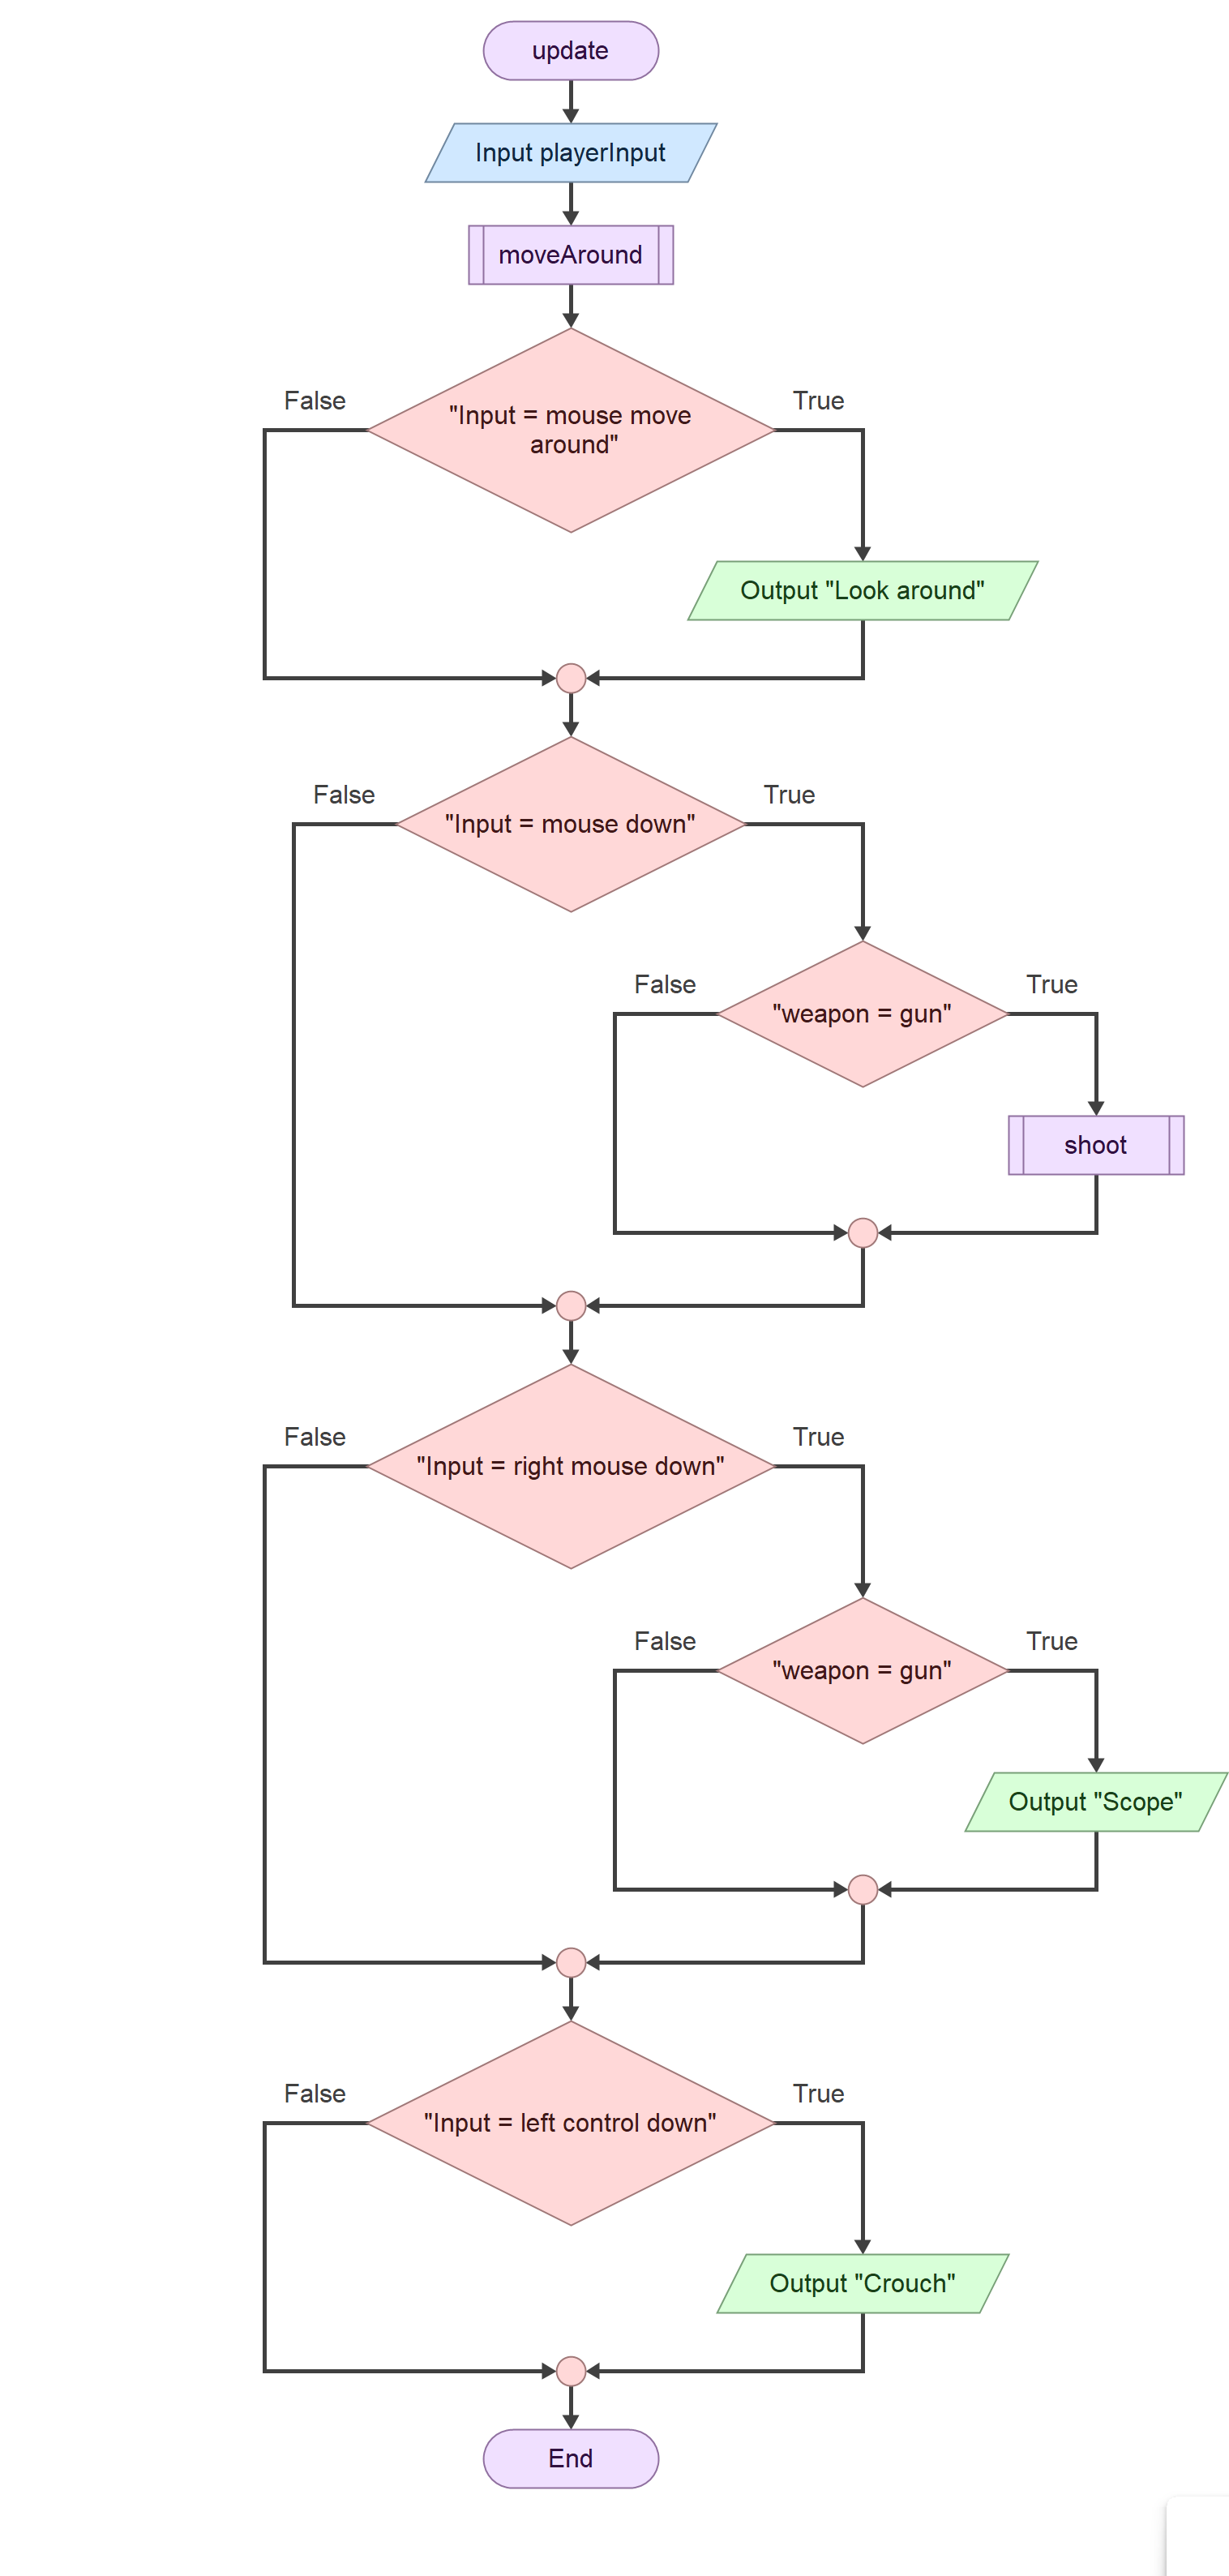 update
Input playerInput
moveAround
False
True
"Input = mouse move
around"
Output "Look around"
False
True
"Input = mouse down"
False
True
"weapon = gun"
shoot
False
True
"Input = right mouse down"
False
True
"weapon = gun"
Output "Scope"
False
True
"Input = left control down"
Output "Crouch"
End